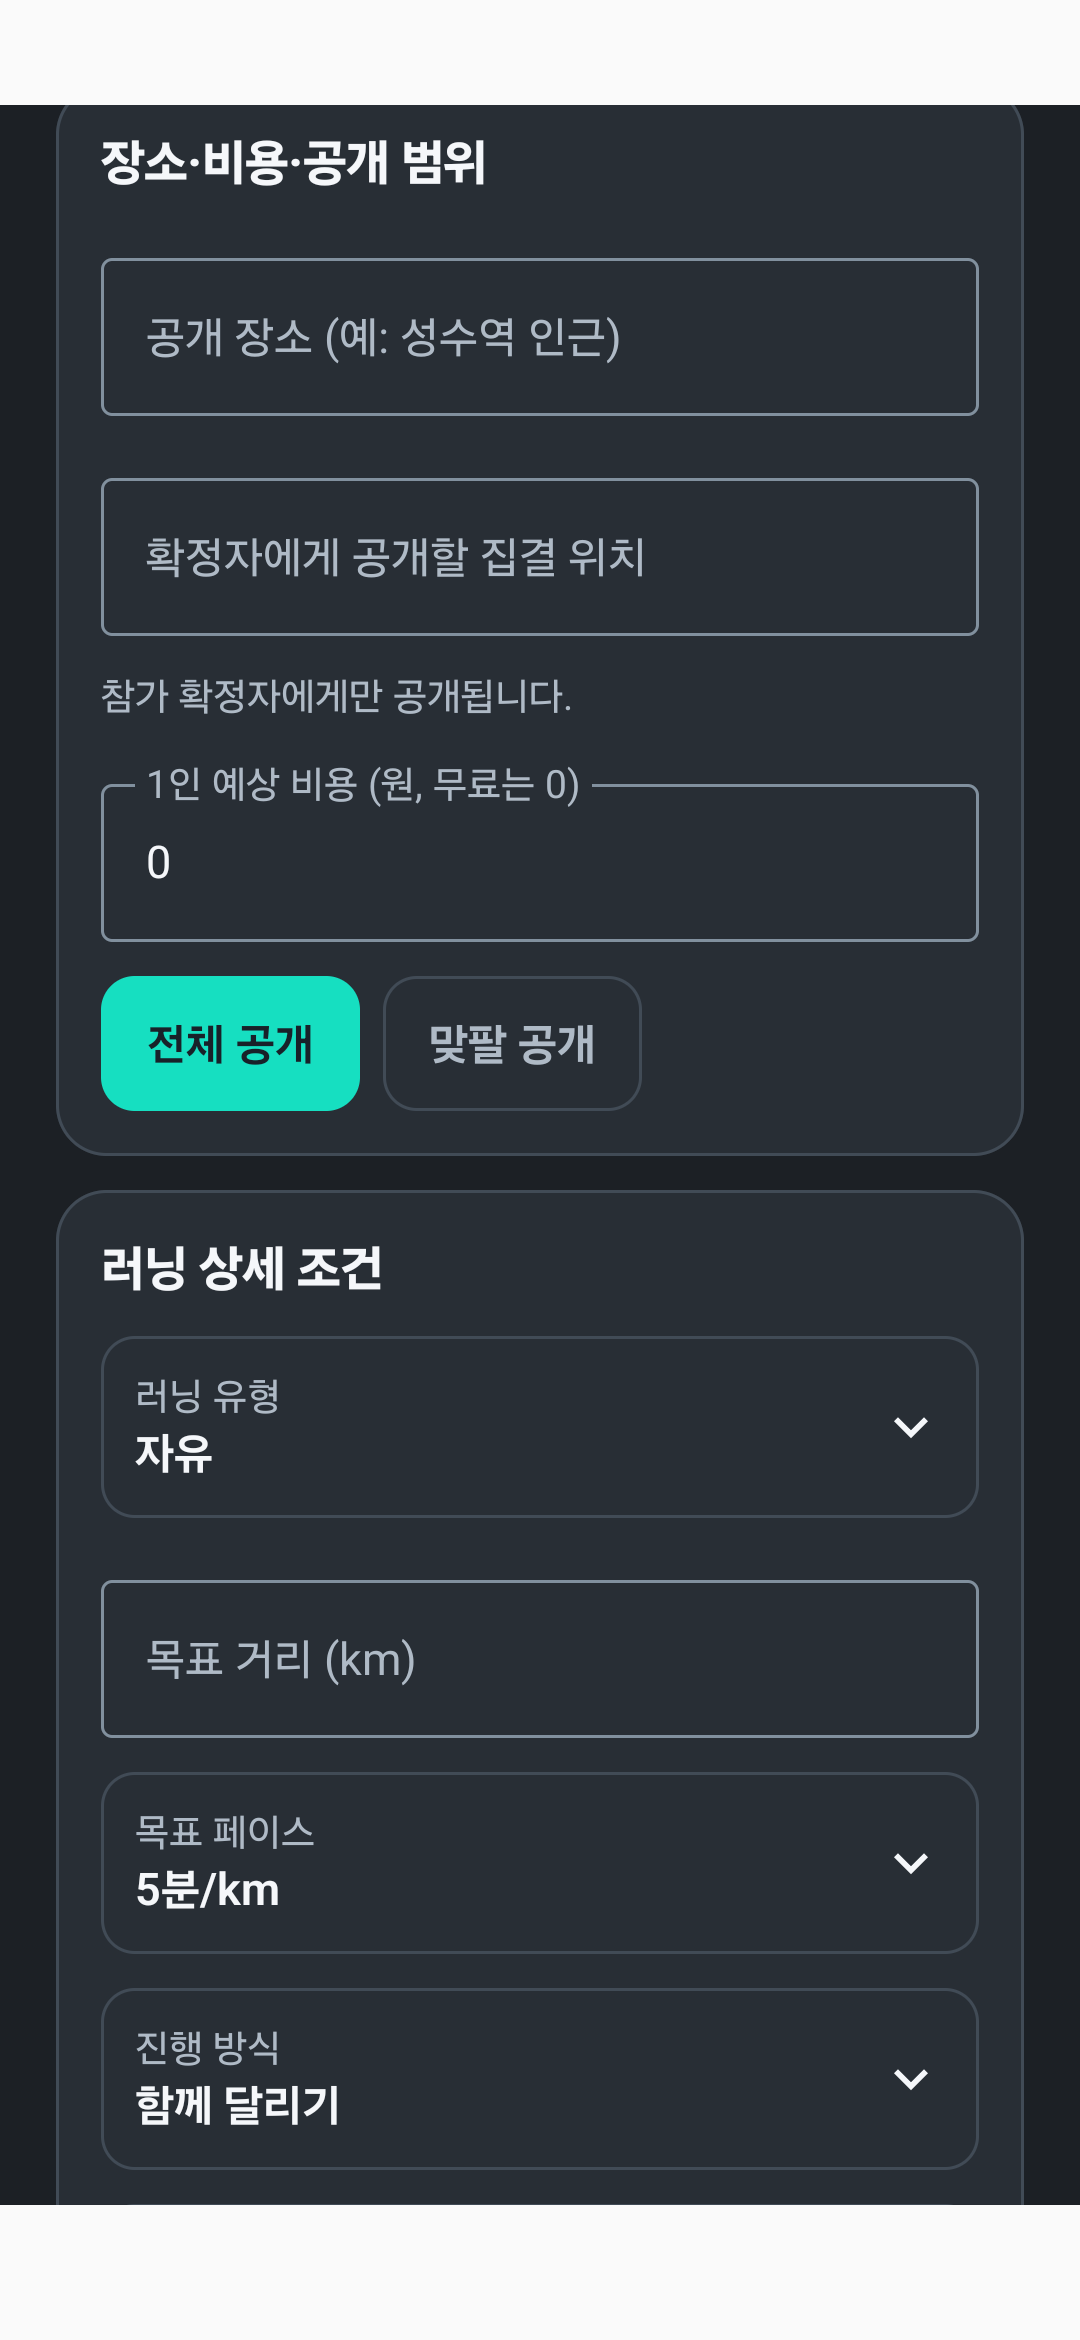 장소·비용·공개 범위
공개 장소 (예: 성수역 인근)
확정자에게 공개할 집결 위치
참가 확정자에게만 공개됩니다.
1인 예상 비용 (원, 무료는 0)
0
전체 공개
맞팔 공개
러닝 상세 조건
러닝 유형
자유
목표 거리 (km)
목표 페이스
5분/km
진행 방식
함께 달리기